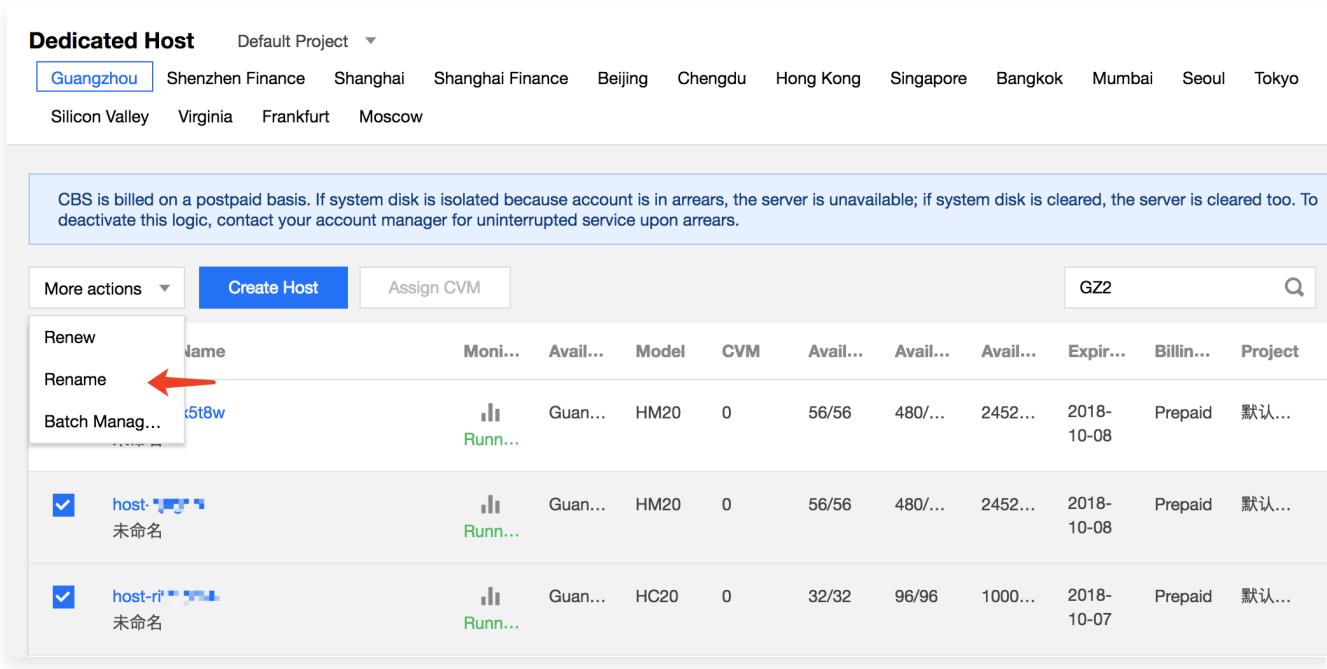 Dedicated Host Default Project
Guangzhou Shenzhen Finance Shanghai Shanghai Finance Beijing Chengdu Hong Kong Singapore Bangkok Mumbai Seoul Tokyo
Silicon Valley Virginia Frankfurt Moscow
CBS is billed on a postpaid basis. If system disk is isolated because account is in arrears, the server is unavailable; if system disk is cleared, the server is cleared too. To
deactivate this logic, contact your account manager for uninterrupted service upon arrears.
More actions Create Host Assign CVM GZ2
Renew
Rename
Batch Manag...
Name Moni... Avail... Model CVM Avail... Avail... Avail... Expir... Billin... Project
x5t8w Guan... HM20 0 56/56 480/... 2452... 2018- Prepaid 默认...
Runn... 10-08
host- Guan... HM20 0 56/56 480/... 2452... 2018- Prepaid 默认...
未命名 Runn... 10-08
host-ri Guan... HC20 0 32/32 96/96 1000... 2018- Prepaid 默认...
未命名 Runn... 10-07